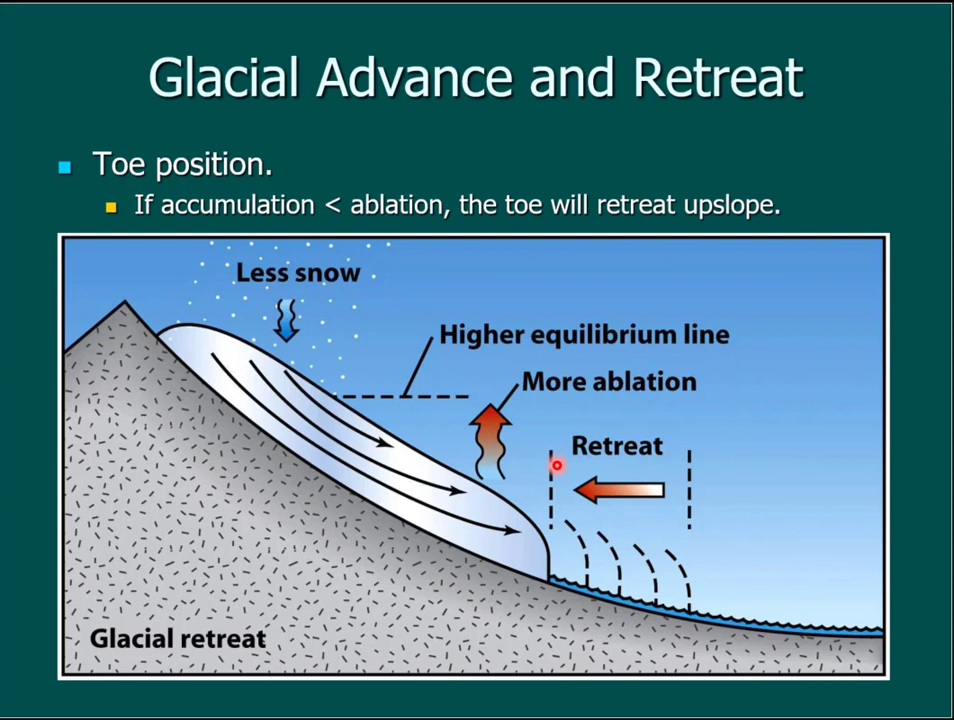 Glacial Advance and Retreat
Toe position.
If accumulation < ablation, the toe will retreat upslope.
Less snow
Higher equilibrium line
More ablation
Retreat
Glacial retreat